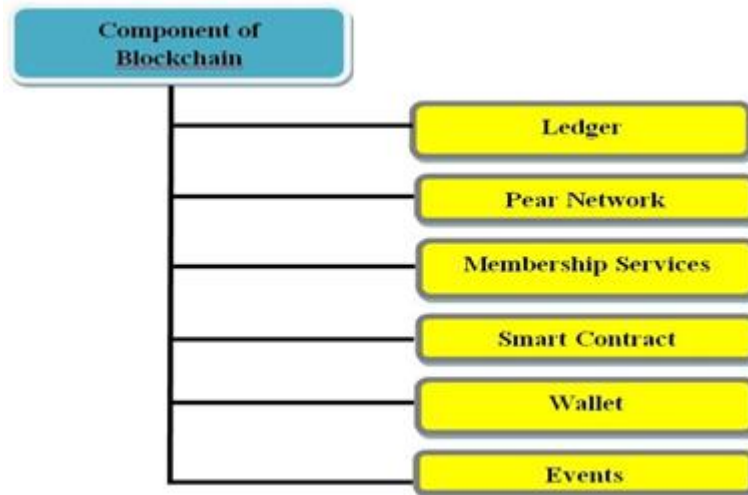 Component of
Blockchain
Ledger
Pear Network
Membership Services
Smart Contract
Wallet
Events